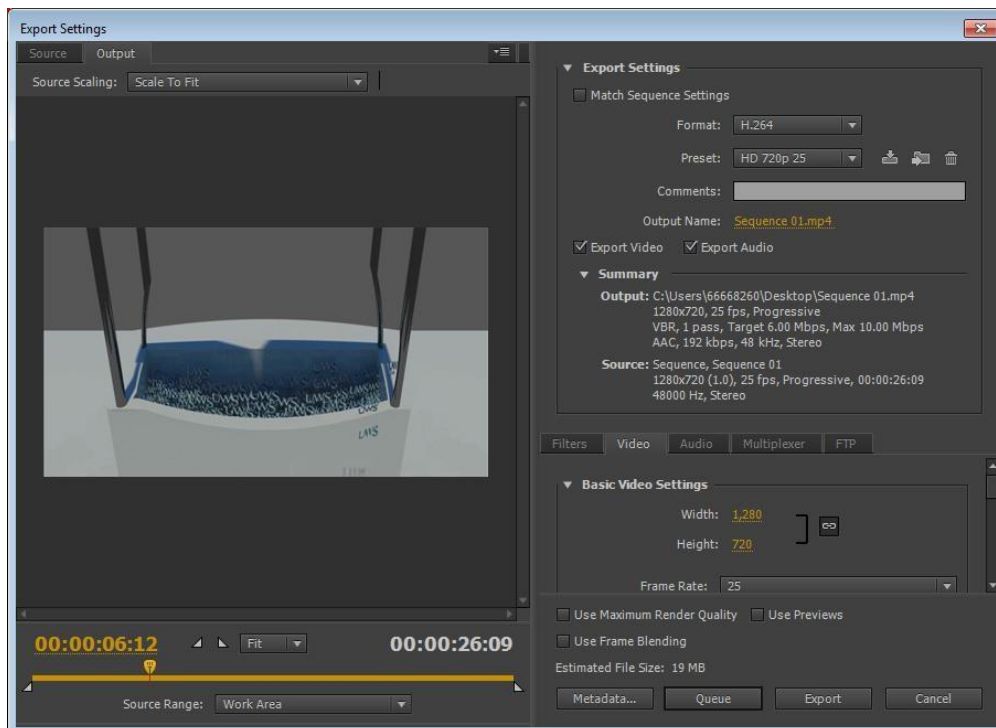 Export Settings
Source Output
Source Scaling: Scale To Fit
LMS
00:00:06:12 Fit 00:00:26:09
Source Range: Work Area
Export Settings
Match Sequence Settings
Format: H.264
Preset: HD 720p 25
Comments:
Output Name: Sequence 01.mp4
Export Video Export Audio
Summary
Output: C:\Users\66668260\Desktop\Sequence 01.mp4
1280x720, 25 fps, Progressive
VBR, 1 pass, Target 6.00 Mbps, Max 10.00 Mbps
AAC, 192 kbps, 48 kHz, Stereo
Source: Sequence, Sequence 01
1280x720 (1.0), 25 fps, Progressive, 00:00:26:09
48000 Hz, Stereo
Filters Video Audio Multiplexer FTP
Basic Video Settings
Width: 1,280
Height: 720
Frame Rate: 25
Use Maximum Render Quality Use Previews
Use Frame Blending
Estimated File Size: 19 MB
Metadata... Queue Export Cancel